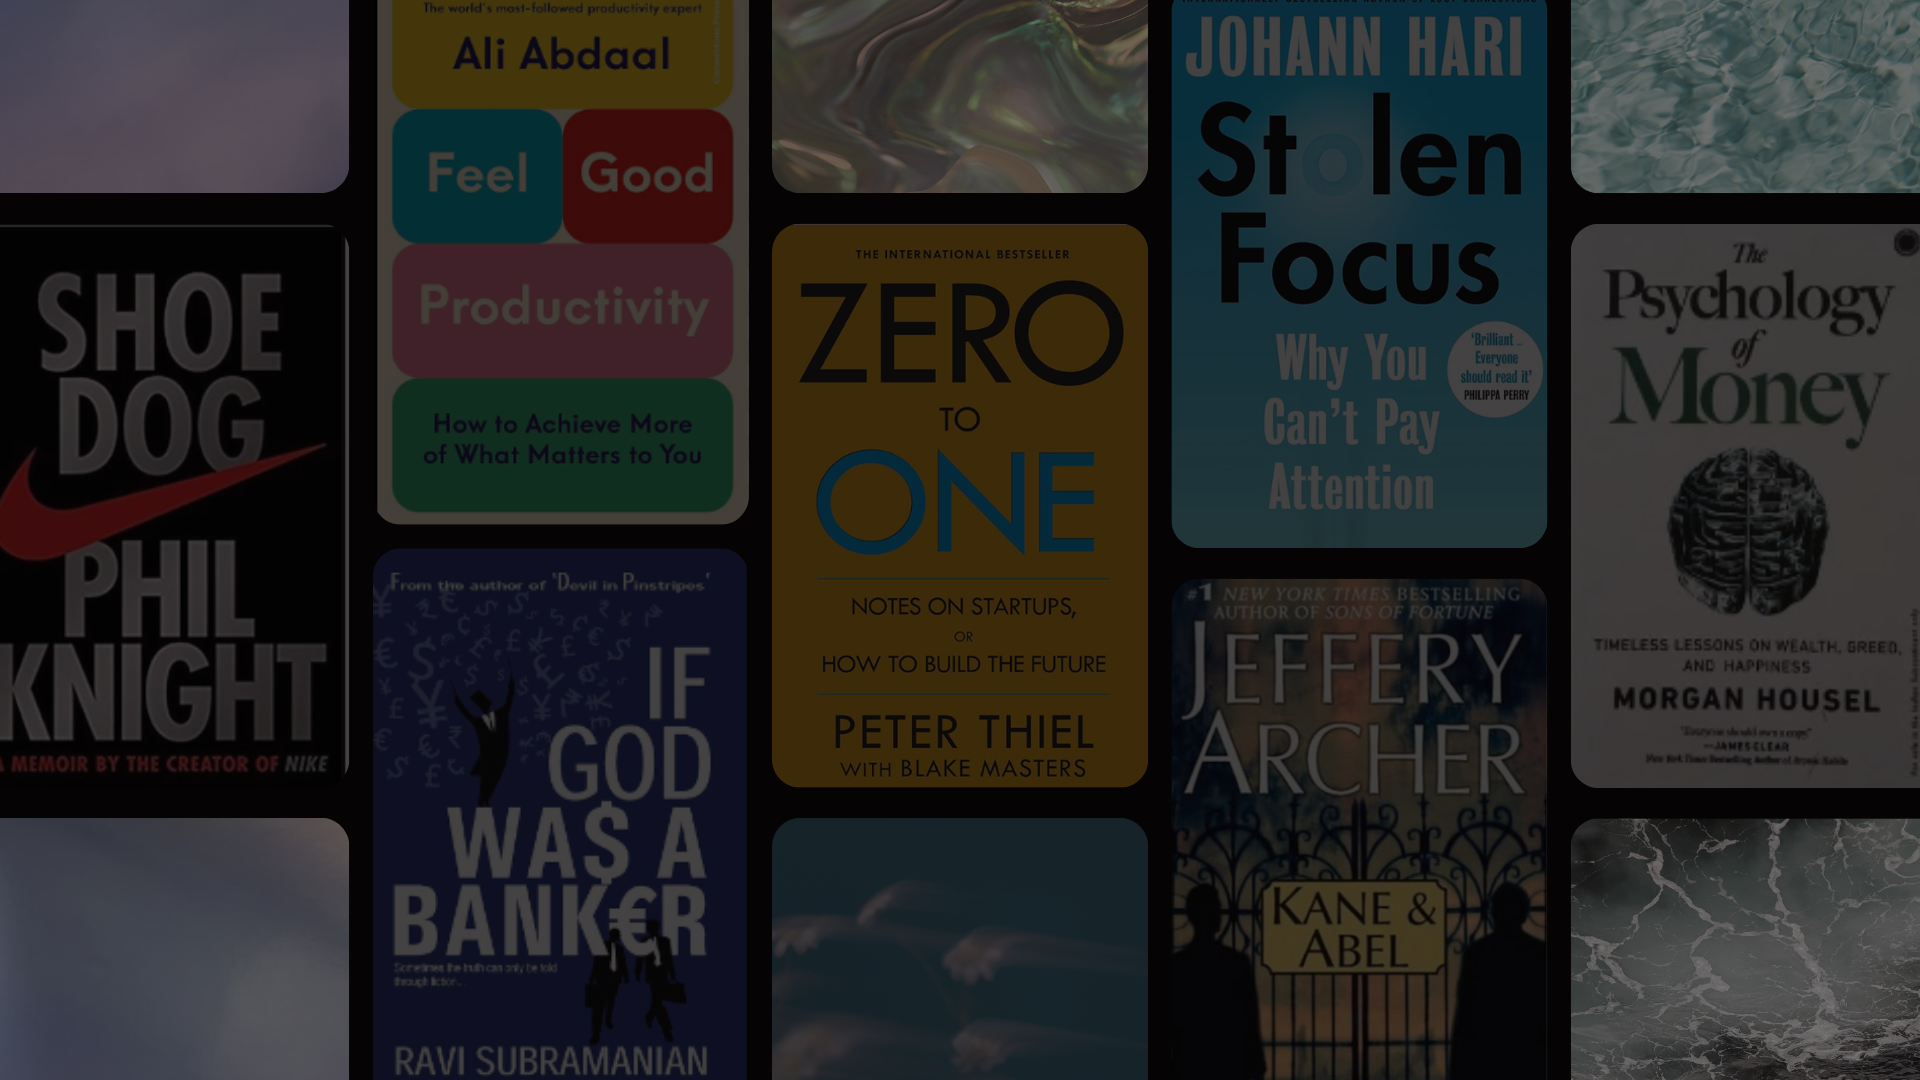 SHOE
DOG
PHIL
KNIGHT
A MEMOIR BY THE CREATOR OF NIKE
The world's most-followed productivity expert
Ali Abdaal
Feel Good
Productivity
How to Achieve More
of What Matters to You
From the author of 'Devil in Pinstripes'
IF
GOD
WA$ A
BANK€R
Sometimes the truth can only be told
through fiction...
RAVI SUBRAMANIAN
THE INTERNATIONAL BESTSELLER
ZERO
TO
ONE
NOTES ON STARTUPS,
OR
HOW TO BUILD THE FUTURE
PETER THIEL
WITH BLAKE MASTERS
JOHANN HARI
Stolen
Focus
Why You
Can't Pay
Attention
'Brilliant ...
Everyone
should read it'
PHILIPPA PERRY
#1 NEW YORK TIMES BESTSELLING
AUTHOR OF SONS OF FORTUNE
JEFFERY
ARCHER
KANE &
ABEL
The
Psychology
of
Money
TIMELESS LESSONS ON WEALTH, GREED,
AND HAPPINESS
MORGAN HOUSEL
"Everyone should own a copy."
—JAMES CLEAR
New York Times Bestselling Author of Atomic Habits